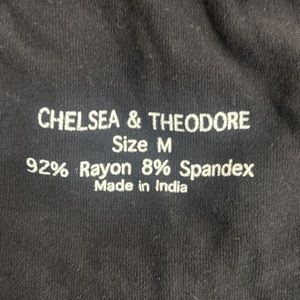 CHELSEA & THEODORE
Size M
92% Rayon 8% Spandex
Made in India